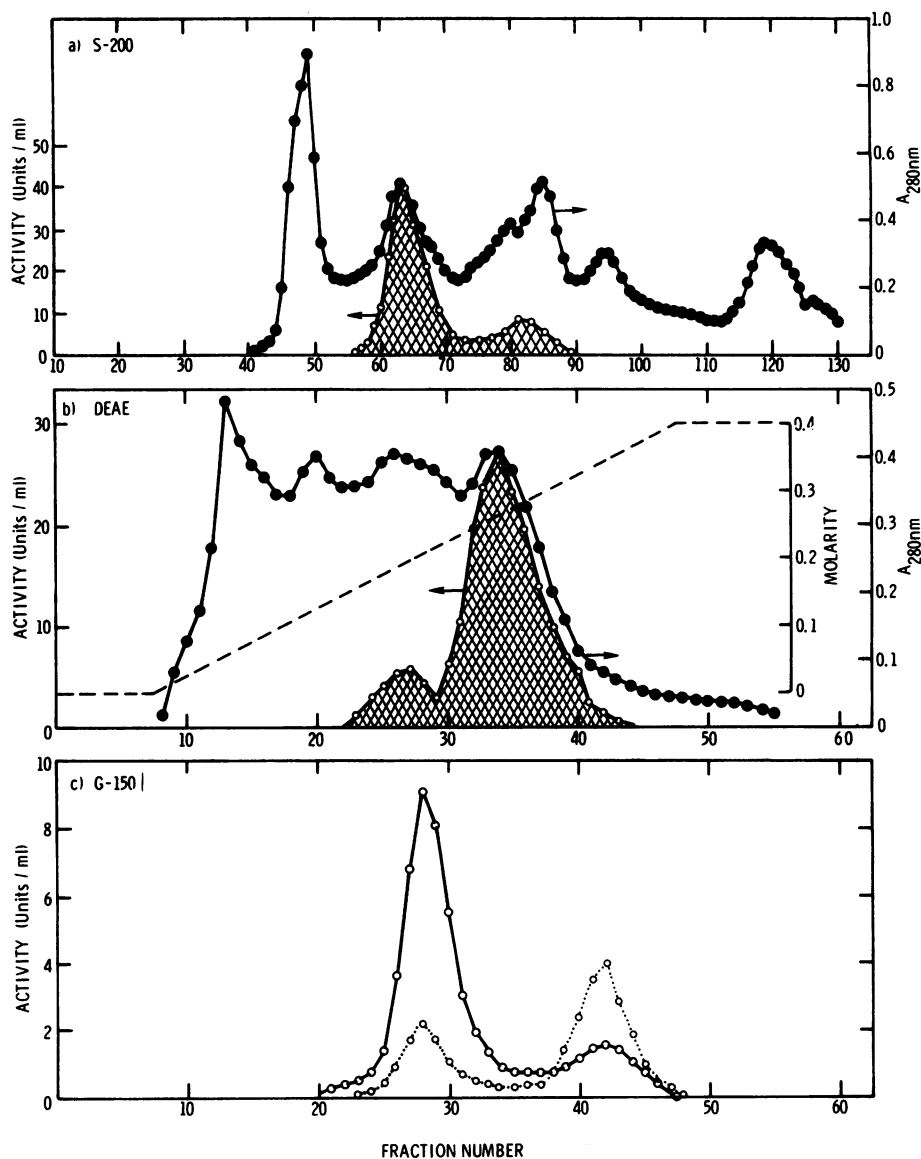 a) S-200
ACTIVITY (Units / ml)
50
40
30
20
10
0
1.0
0.8
0.6
0.4
0.2
0
A280nm
10 20 30 40 50 60 70 80 90 100 110 120 130
b) DEAE
ACTIVITY (Units / ml)
30
20
10
0
0.4
0.3
0.2
0.1
0
MOLARITY
0.5
0.4
0.3
0.2
0.1
0
A280nm
10 20 30 40 50 60
c) G-150
ACTIVITY (Units / ml)
10
8
6
4
2
0
10 20 30 40 50 60
FRACTION NUMBER